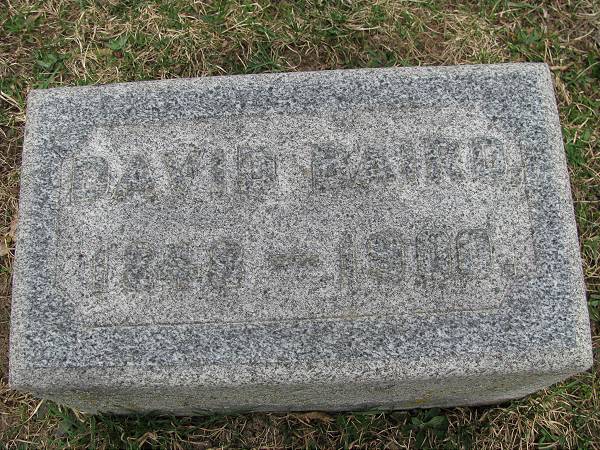 DAVID BAIRD.
— 1900.